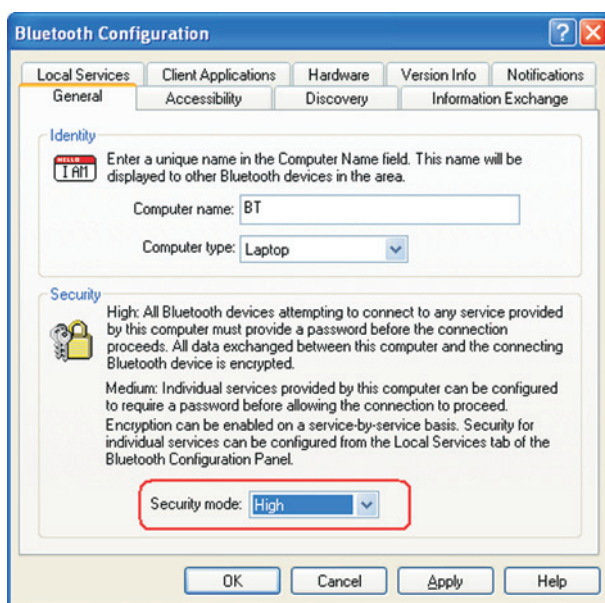 Bluetooth Configuration
Local Services Client Applications Hardware Version Info Notifications
General Accessibility Discovery Information Exchange
Identity
HELLO
I AM
Enter a unique name in the Computer Name field. This name will be
displayed to other Bluetooth devices in the area.
Computer name: BT
Computer type: Laptop
Security
High: All Bluetooth devices attempting to connect to any service provided
by this computer must provide a password before the connection
proceeds. All data exchanged between this computer and the connecting
Bluetooth device is encrypted.
Medium: Individual services provided by this computer can be configured
to require a password before allowing the connection to proceed.
Encryption can be enabled on a service-by-service basis. Security for
individual services can be configured from the Local Services tab of the
Bluetooth Configuration Panel.
Security mode: High
OK Cancel Apply Help